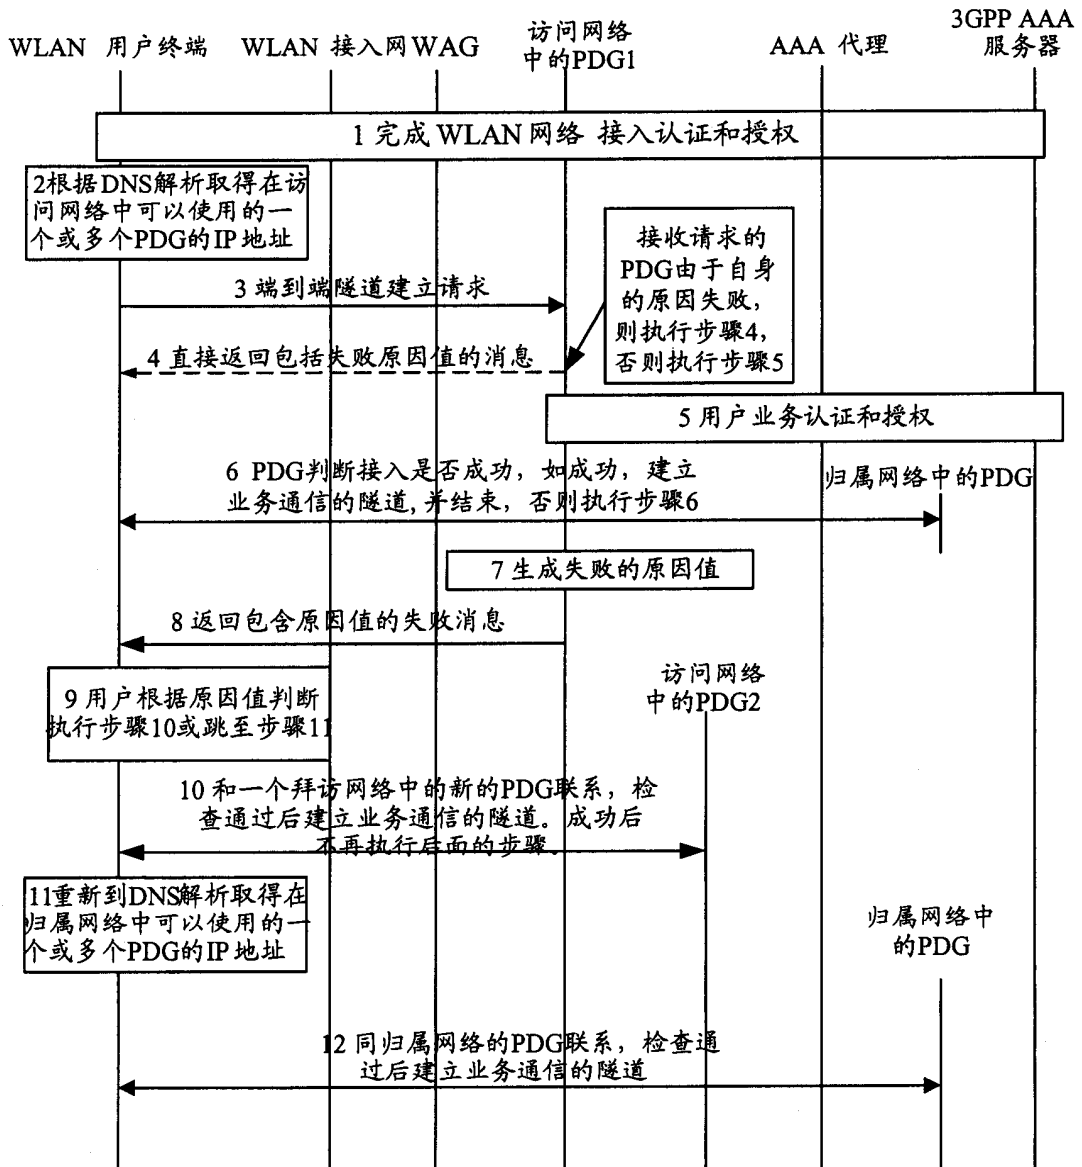 WLAN 用户终端
WLAN 接入网
WAG
访问网络
中的PDG1
AAA 代理
3GPP AAA
服务器
1 完成 WLAN 网络 接入认证和授权
2根据DNS解析取得在访
问网络中可以使用的一
个或多个PDG的IP 地址
接收请求的
PDG由于自身
的原因失败，
则执行步骤4，
否则执行步骤5
3 端到端隧道建立请求
4 直接返回包括失败原因值的消息
5 用户业务认证和授权
6 PDG判断接入是否成功，如成功，建立
业务通信的隧道,并结束，否则执行步骤6
归属网络中的PDG
7 生成失败的原因值
8 返回包含原因值的失败消息
9 用户根据原因值判断
执行步骤10或跳至步骤11
访问网络
中的PDG2
10 和一个拜访网络中的新的PDG联系，检
查通过后建立业务通信的隧道。成功后
不再执行后面的步骤。
11重新到DNS解析取得在
归属网络中可以使用的一
个或多个PDG的IP 地址
归属网络中
的PDG
12 同归属网络的PDG联系，检查通
过后建立业务通信的隧道